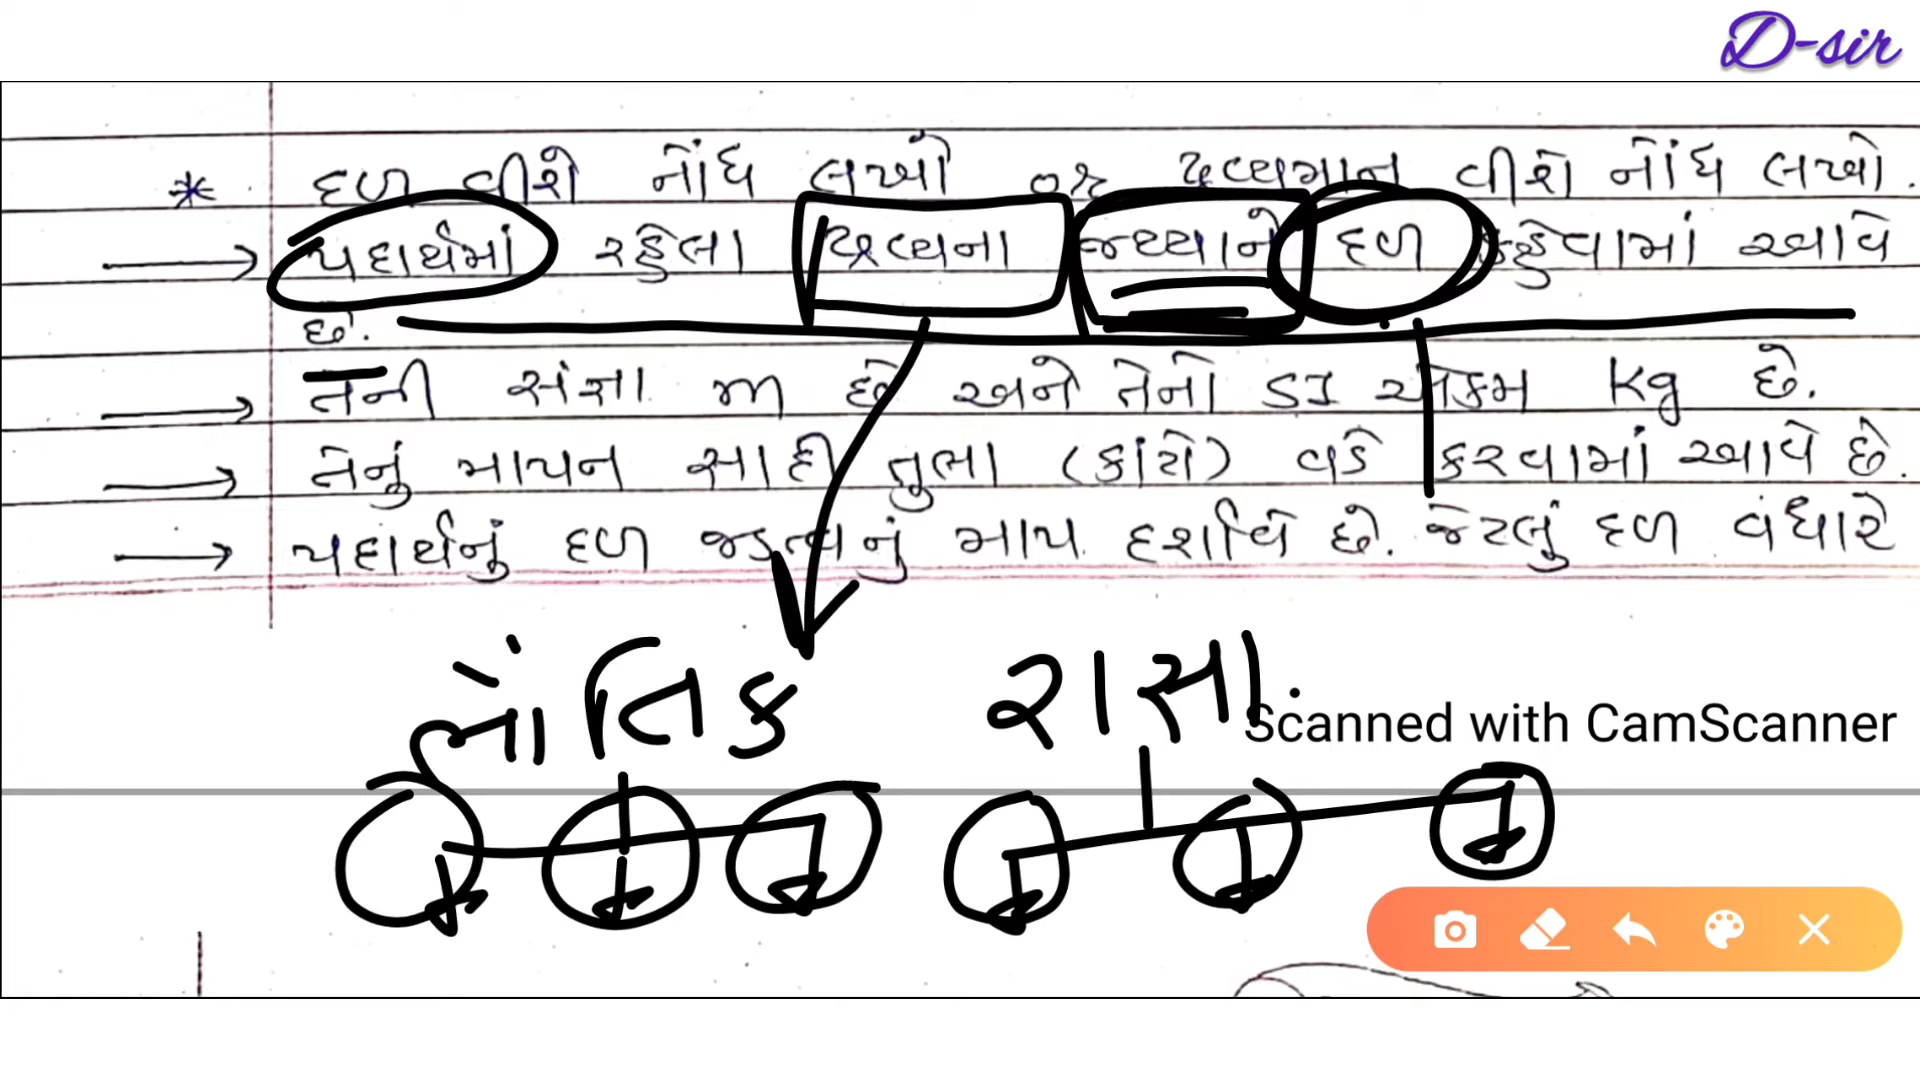 D-sir
* દળ વીશે નોંધ લખો or દ્રવ્યમાન વીશે નોંધ લખો.
→ પદાર્થમાં રહેલા દ્રવ્યના જથ્થાને દળ કહેવામાં આવે
છે.
→ તેની સંજ્ઞા m છે અને તેનો SI એકમ Kg છે.
→ તેનું માપન સાદી તુલા (કાંટો) વડે કરવામાં આવે છે.
→ પદાર્થનું દળ જડત્વનું માપ દર્શાવે છે. જેટલું દળ વધારે
ભૌતિક
Scanned with CamScanner